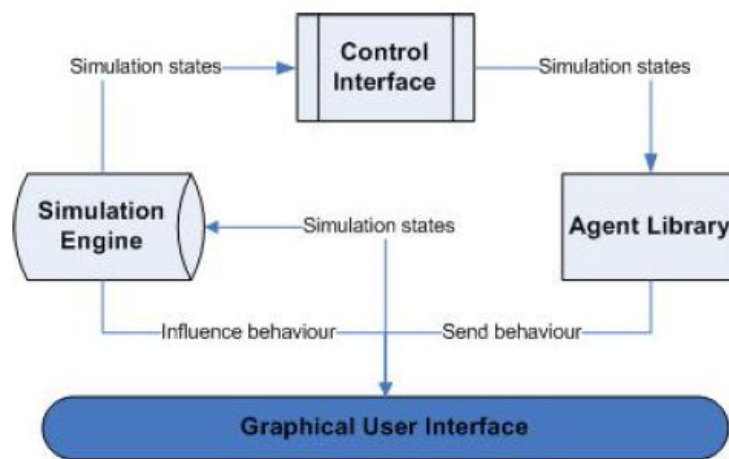 Control
Interface
Simulation states
Simulation states
Simulation
Engine
Simulation states
Agent Library
Influence behaviour
Send behaviour
Graphical User Interface